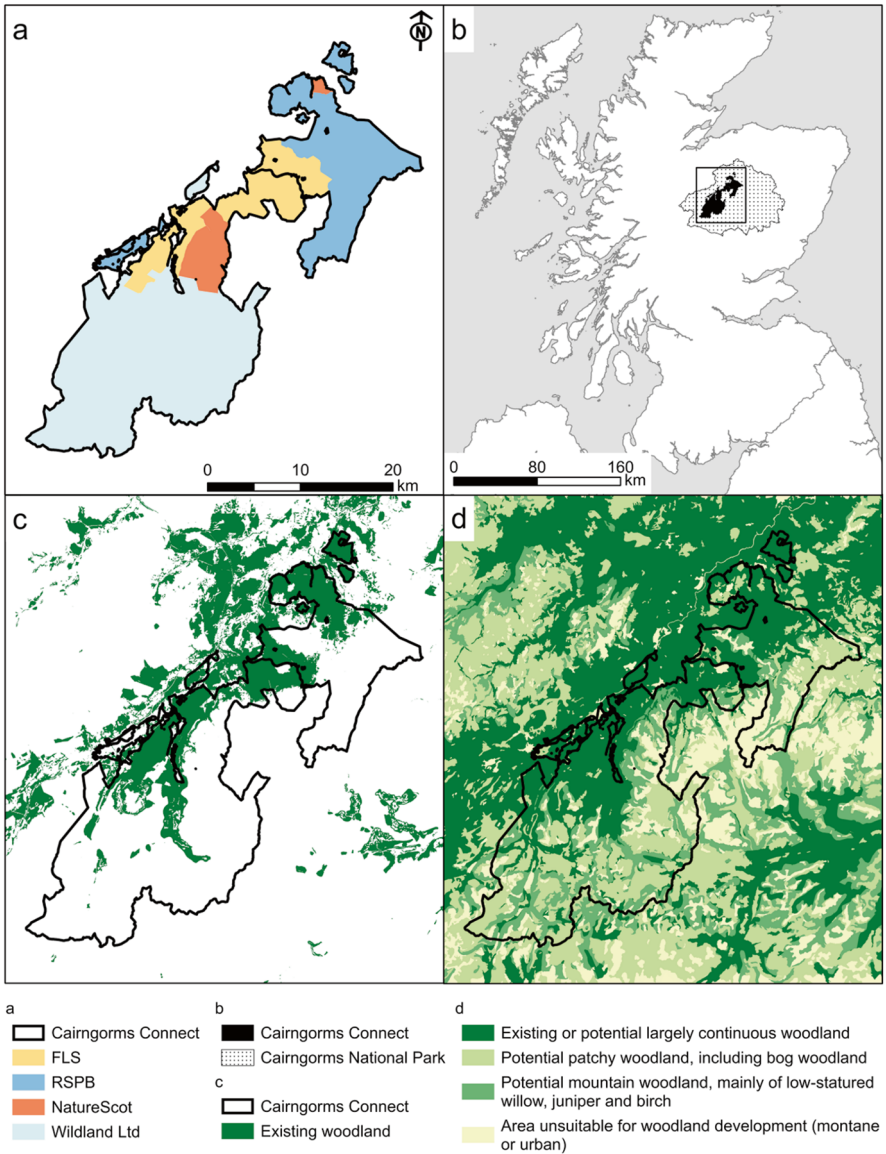 a
N
b
0 10 20
km
0 80 160
km
c
d
a
Cairngorms Connect
FLS
RSPB
NatureScot
Wildland Ltd
b
Cairngorms Connect
Cairngorms National Park
c
Cairngorms Connect
Existing woodland
d
Existing or potential largely continuous woodland
Potential patchy woodland, including bog woodland
Potential mountain woodland, mainly of low-statured
willow, juniper and birch
Area unsuitable for woodland development (montane
or urban)